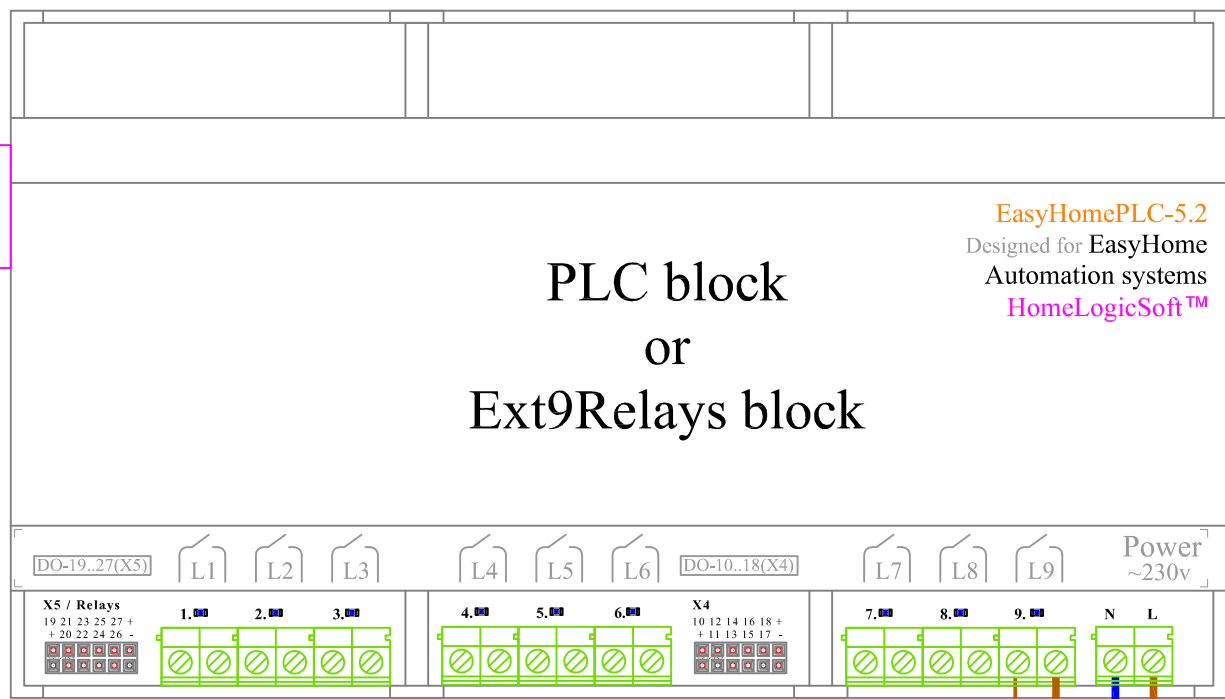 EasyHomePLC-5.2
Designed for EasyHome
Automation systems
HomeLogicSoft™
PLC block
or
Ext9Relays block
DO-19..27(X5) L1 L2 L3 L4 L5 L6 DO-10..18(X4) L7 L8 L9 Power
~230v
X5 / Relays
19 21 23 25 27 +
+ 20 22 24 26 -
1. 2. 3. 4. 5. 6.
X4
10 12 14 16 18 +
+ 11 13 15 17 -
7. 8. 9. N L